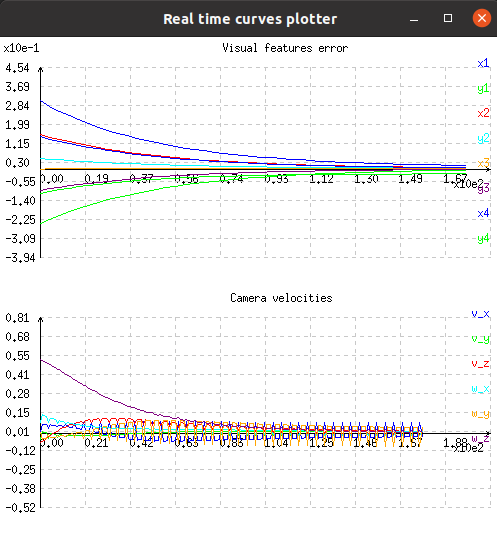 Real time curves plotter
x10e-1
Visual features error
4.54
3.69
2.84
1.99
1.15
0.30
-0.55
-1.40
-2.25
-3.09
-3.94
0.00 0.19 0.37 0.56 0.74 0.93 1.12 1.30 1.49 1.67
x10e2
x1
y1
x2
y2
x3
y3
x4
y4
Camera velocities
0.81
0.68
0.55
0.41
0.28
0.15
0.01
-0.12
-0.25
-0.38
-0.52
0.00 0.21 0.42 0.63 0.84 1.05 1.25 1.46 1.67 1.88
x10e2
v_x
v_y
v_z
w_x
w_y
w_z